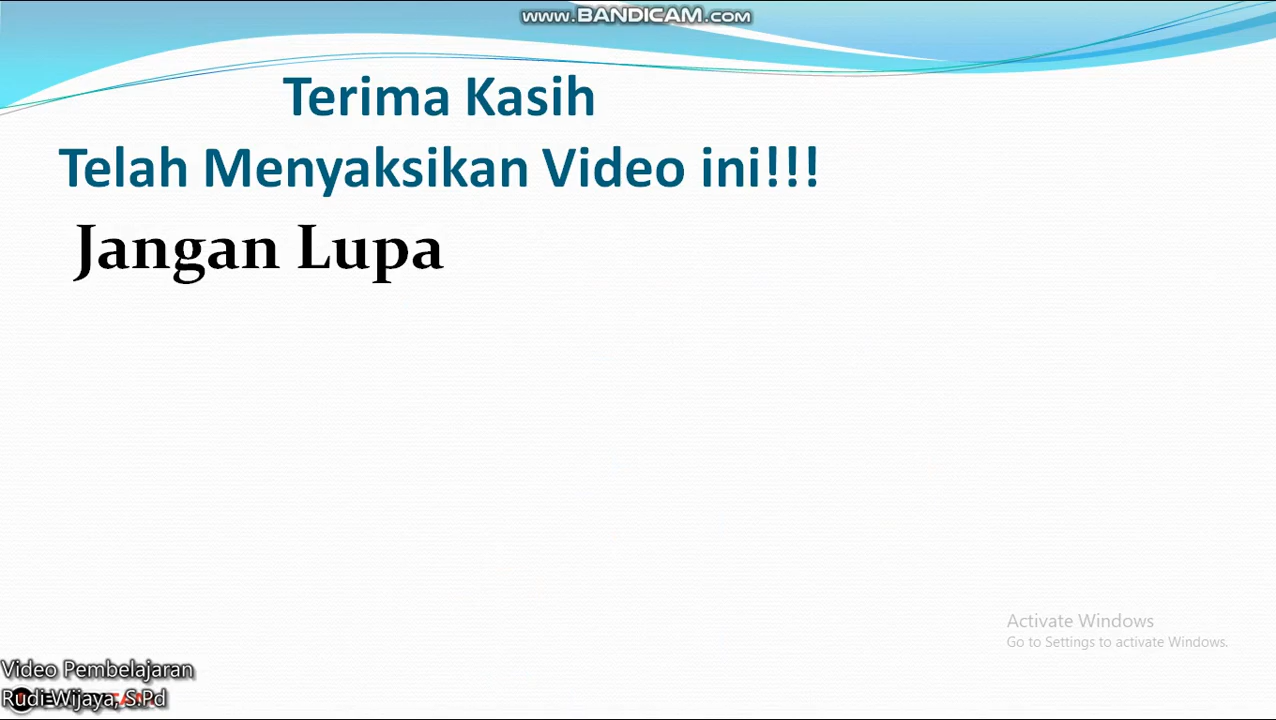 WWW.BANDICAM.COM
Terima Kasih
Telah Menyaksikan Video ini!!!
Jangan Lupa
Activate Windows
Go to Settings to activate Windows.
Video Pembelajaran
Rudi Wijaya, S.Pd